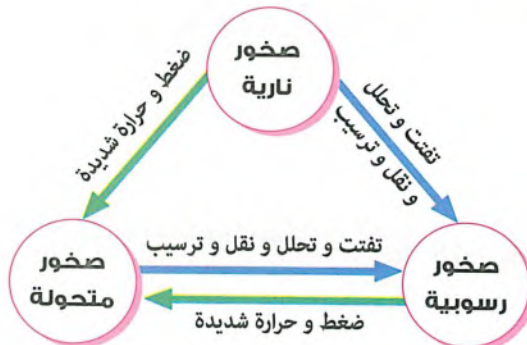 صخور
نارية
ضغط و حرارة شديدة
تفتت و تحلل
و نقل و ترسيب
صخور
رسوبية
تفتت و تحلل و نقل و ترسيب
ضغط و حرارة شديدة
صخور
متحولة